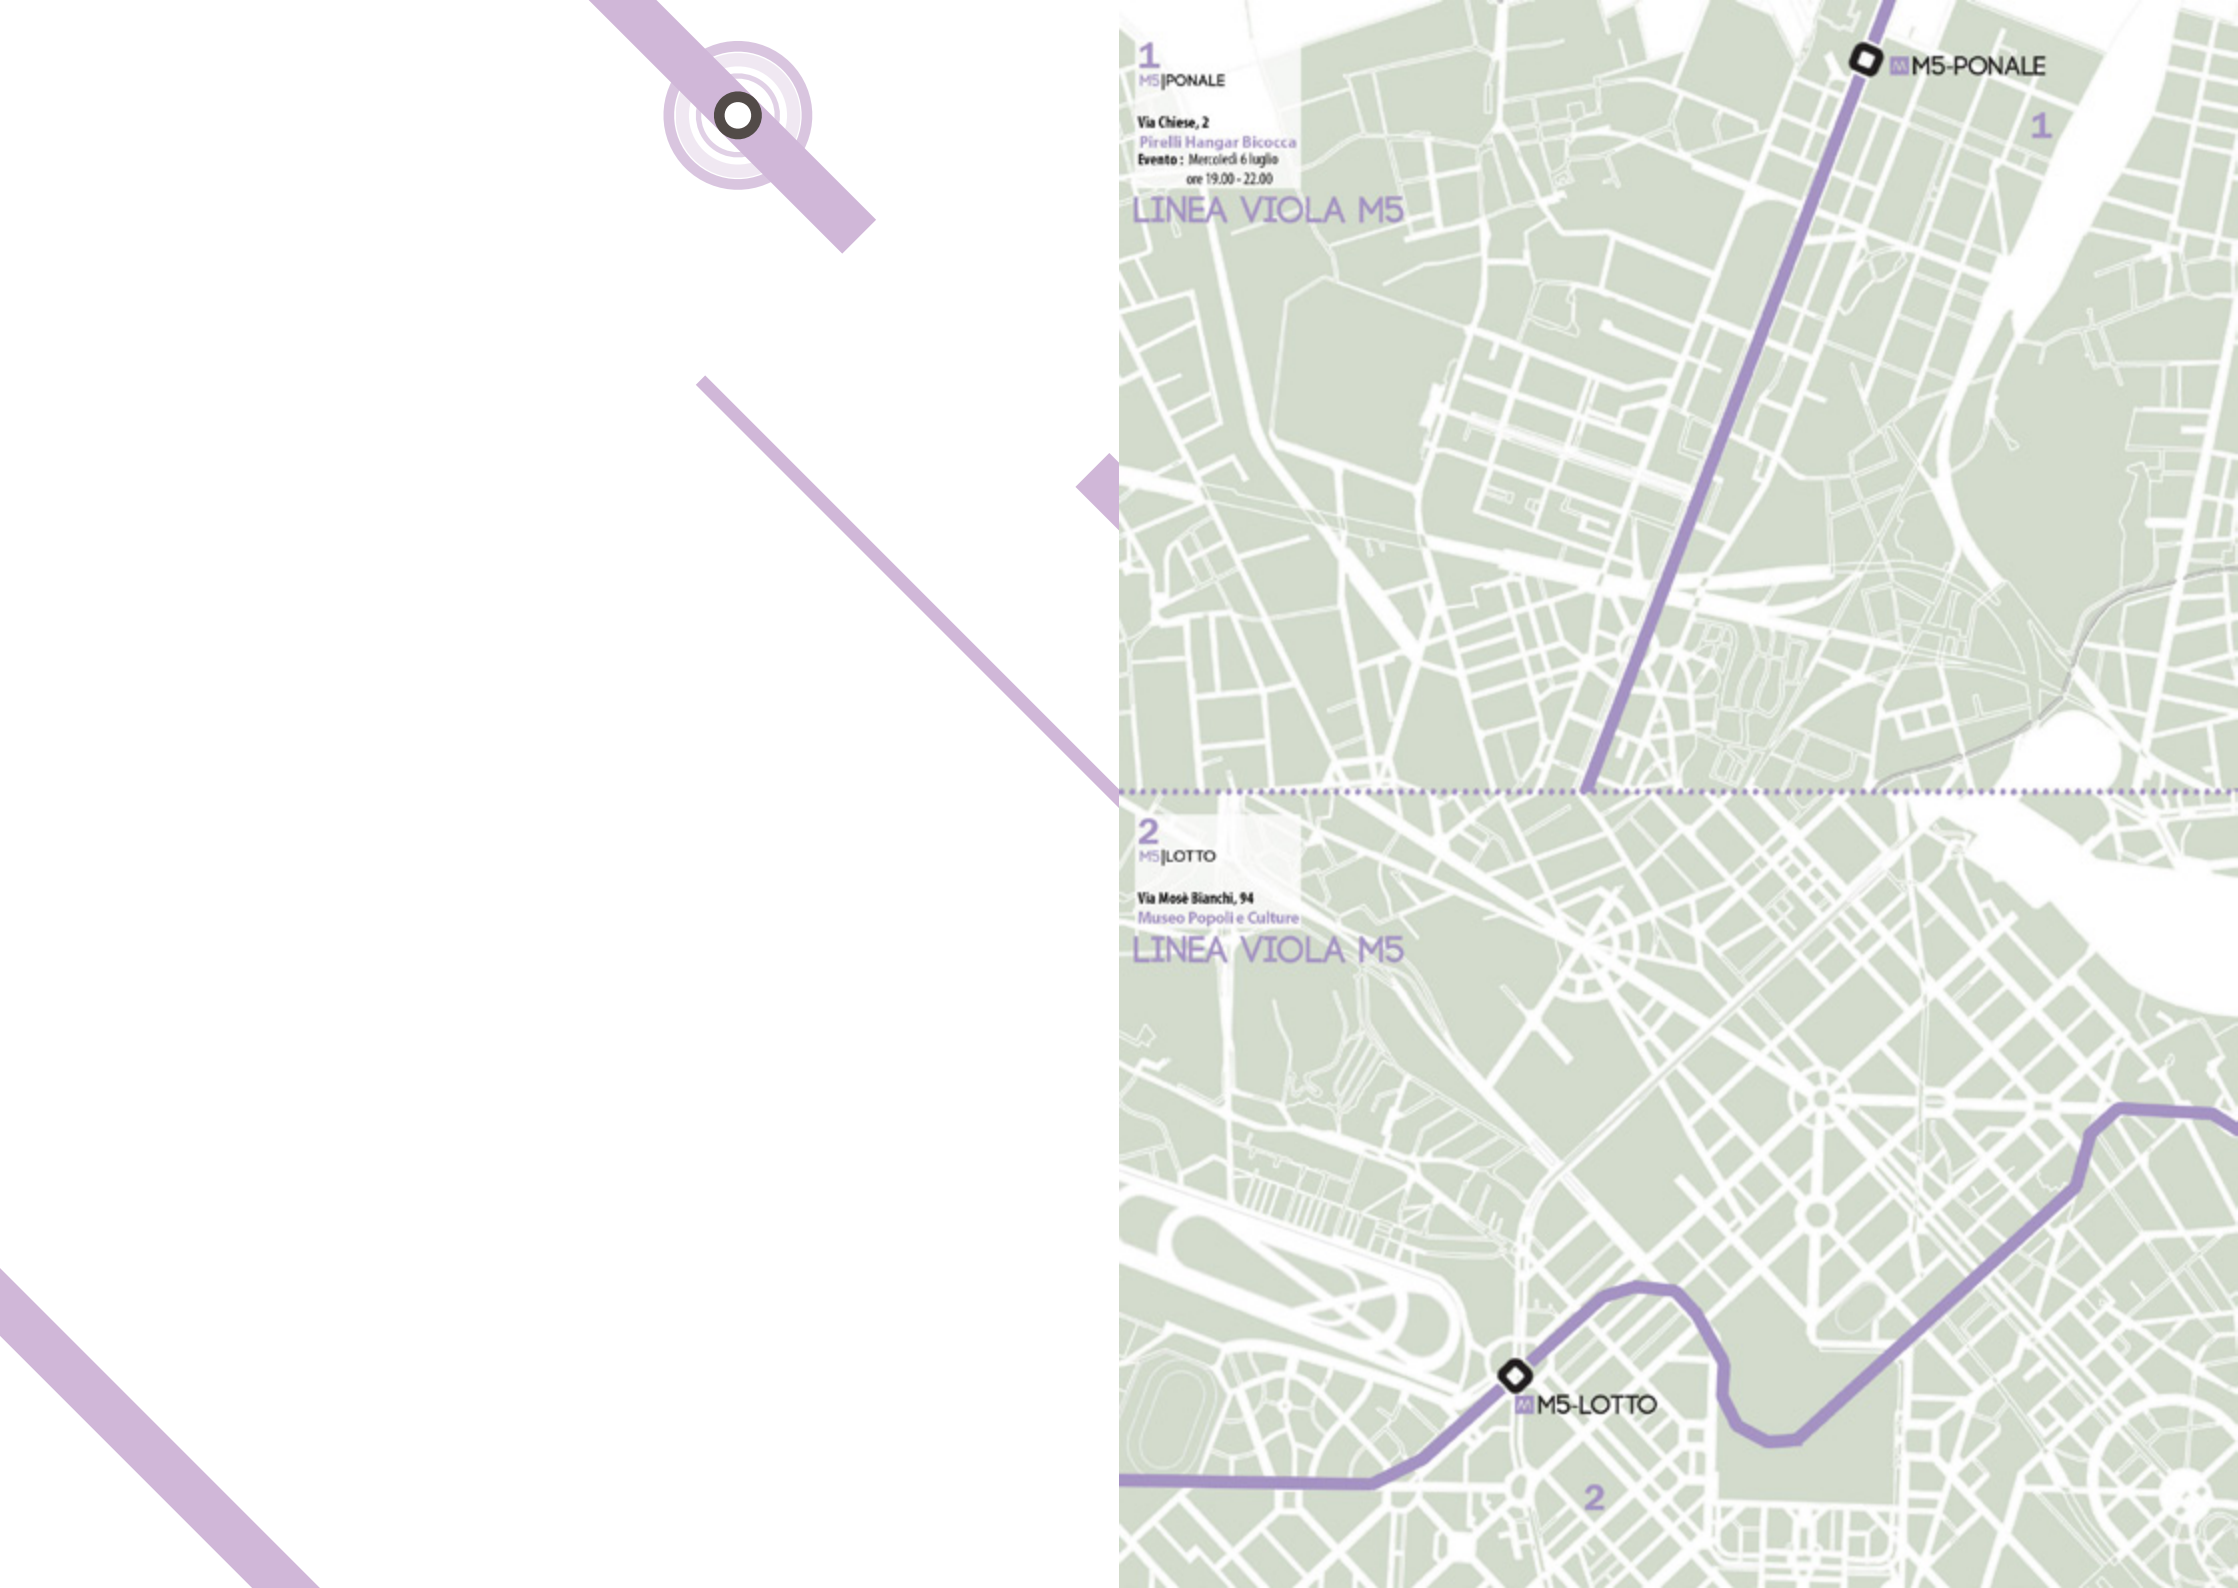 1
M5|PONALE
Via Chiese, 2
Pirelli Hangar Bicocca
Evento : Mercoledì 6 luglio
ore 19.00 - 22.00
LINEA VIOLA M5
M5-PONALE
1
2
M5|LOTTO
Via Mosè Bianchi, 94
Museo Popoli e Culture
LINEA VIOLA M5
M5-LOTTO
2